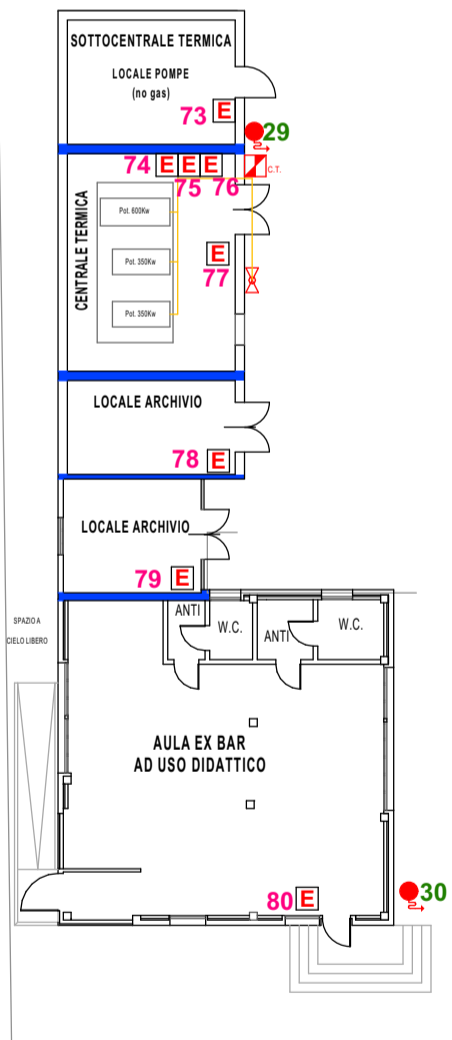 SOTTOCENTRALE TERMICA
LOCALE POMPE
(no gas)
73 E
29
74 E E E
75 76
C.T.
CENTRALE TERMICA
Pot. 600Kw
Pot. 350Kw
Pot. 350Kw
E
77
LOCALE ARCHIVIO
78 E
LOCALE ARCHIVIO
79 E
ANTI
W.C.
ANTI
W.C.
SPAZIO A
CIELO LIBERO
AULA EX BAR
AD USO DIDATTICO
80 E
30